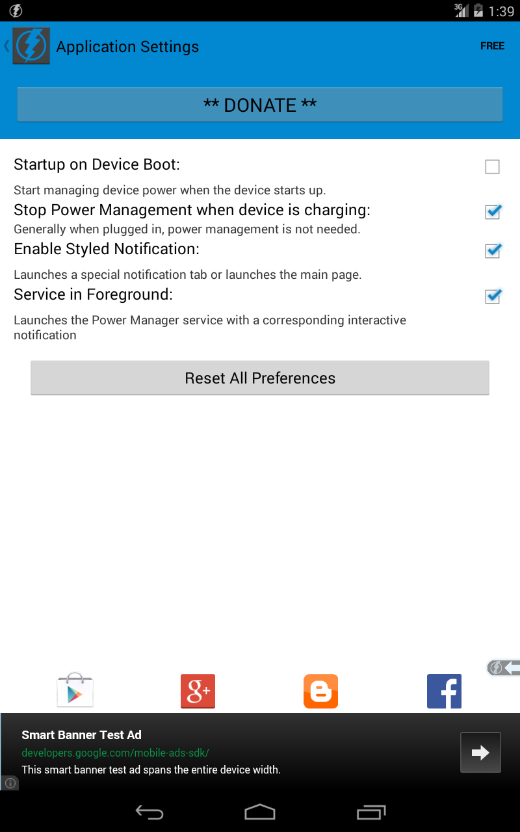 3G 1:39
Application Settings FREE
** DONATE **
Startup on Device Boot:
Start managing device power when the device starts up.
Stop Power Management when device is charging:
Generally when plugged in, power management is not needed.
Enable Styled Notification:
Launches a special notification tab or launches the main page.
Service in Foreground:
Launches the Power Manager service with a corresponding interactive
notification
Reset All Preferences
g+
Smart Banner Test Ad
developers.google.com/mobile-ads-sdk/
This smart banner test ad spans the entire device width.